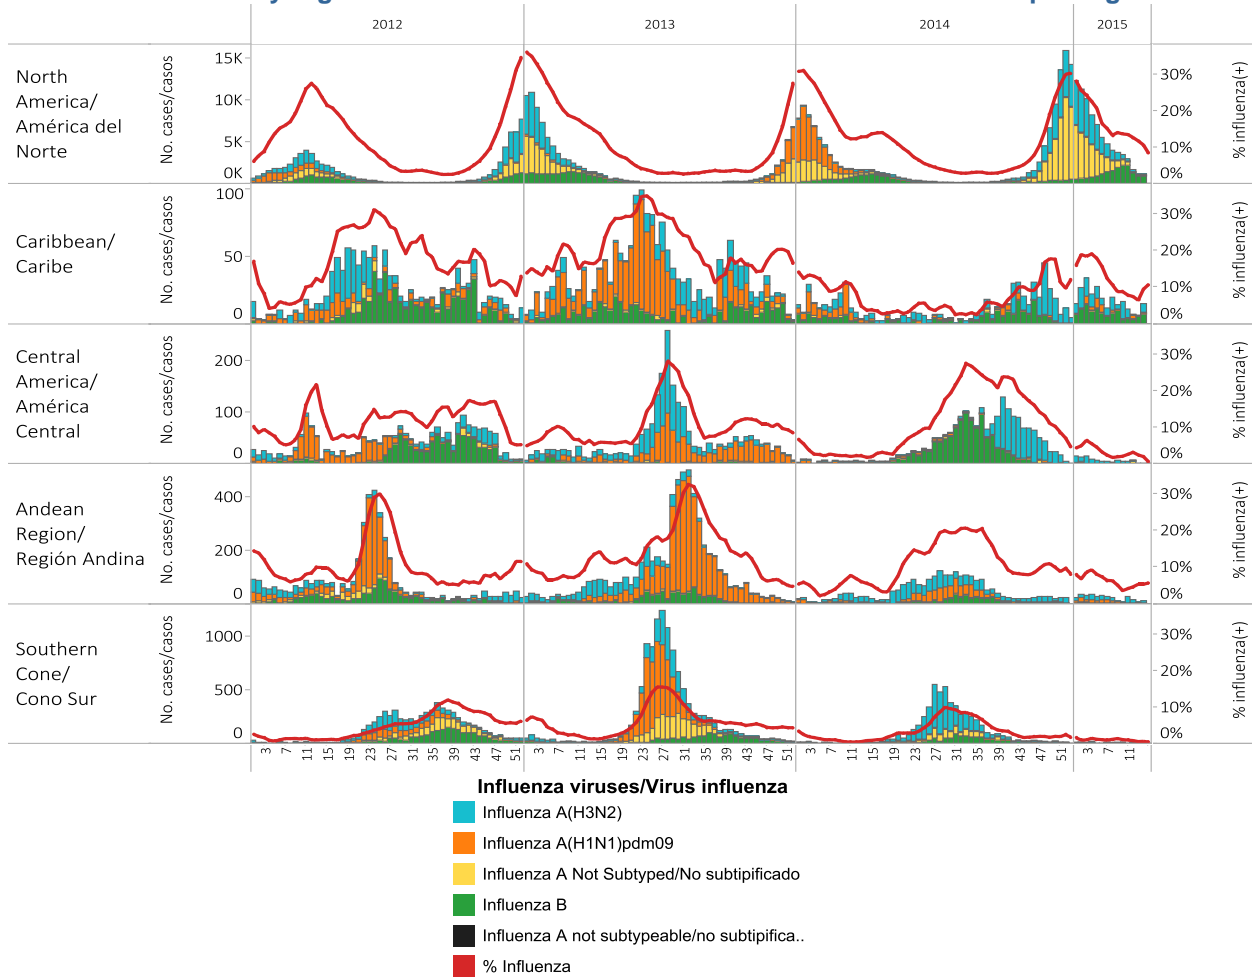 2012 2013 2014 2015
North
America/
América del
Norte
No. cases/casos
15K
10K
5K
0K
30%
20%
10%
0%
% influenza(+)
Caribbean/
Caribe
No. cases/casos
100
50
0
30%
20%
10%
0%
% influenza(+)
Central
America/
América
Central
No. cases/casos
200
100
0
30%
20%
10%
0%
% influenza(+)
Andean
Region/
Región Andina
No. cases/casos
400
200
0
30%
20%
10%
0%
% influenza(+)
Southern
Cone/
Cono Sur
No. cases/casos
1000
500
0
30%
20%
10%
0%
% influenza(+)
3 7 11 15 19 23 27 31 35 39 43 47 51 3 7 11 15 19 23 27 31 35 39 43 47 51 3 7 11 15 19 23 27 31 35 39 43 47 51 3 7 11
Influenza viruses/Virus influenza
Influenza A(H3N2)
Influenza A(H1N1)pdm09
Influenza A Not Subtyped/No subtipificado
Influenza B
Influenza A not subtypeable/no subtipifica..
% Influenza